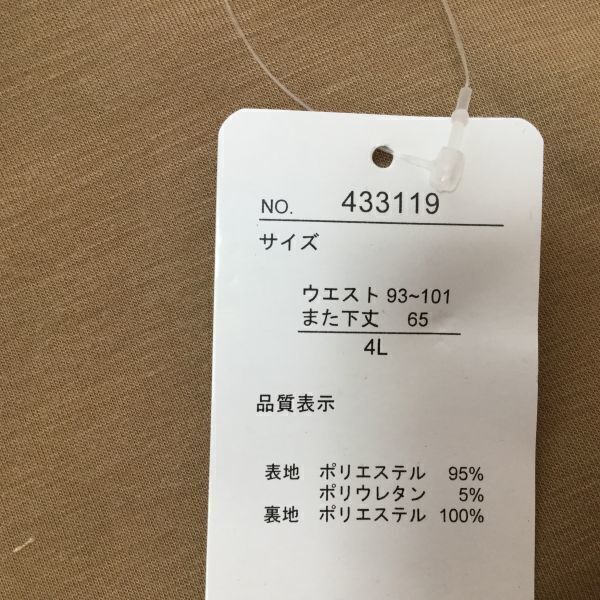 NO. 433119
サイズ
ウエスト 93~101
また下丈 65
4L
品質表示
表地 ポリエステル 95%
ポリウレタン 5%
裏地 ポリエステル 100%